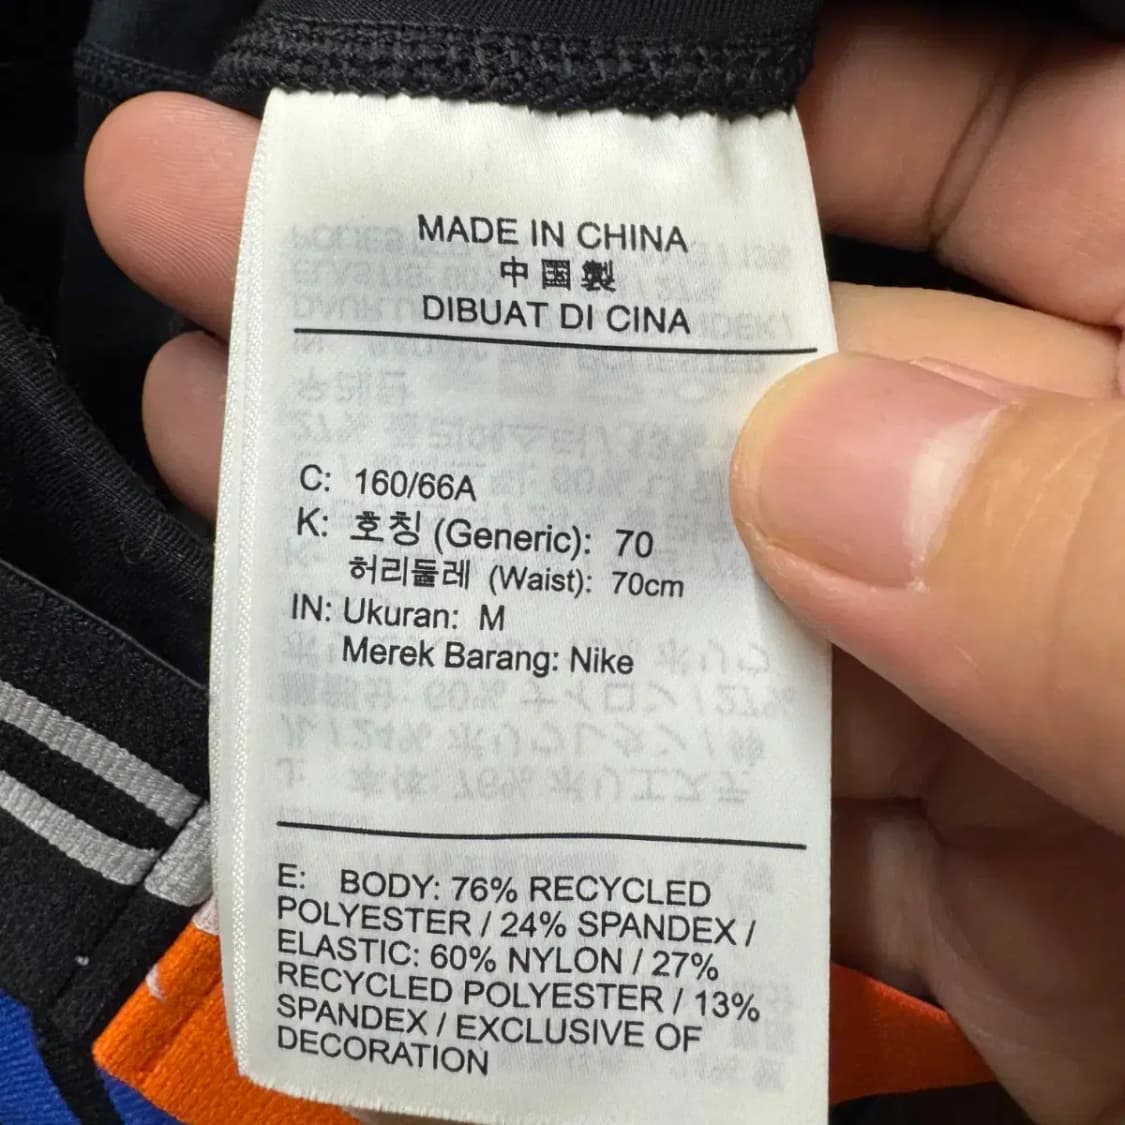 MADE IN CHINA
中国製
DIBUAT DI CINA
C: 160/66A
K: 호칭 (Generic): 70
허리둘레 (Waist): 70cm
IN: Ukuran: M
Merek Barang: Nike
E: BODY: 76% RECYCLED
POLYESTER / 24% SPANDEX /
ELASTIC: 60% NYLON / 27%
RECYCLED POLYESTER / 13%
SPANDEX / EXCLUSIVE OF
DECORATION